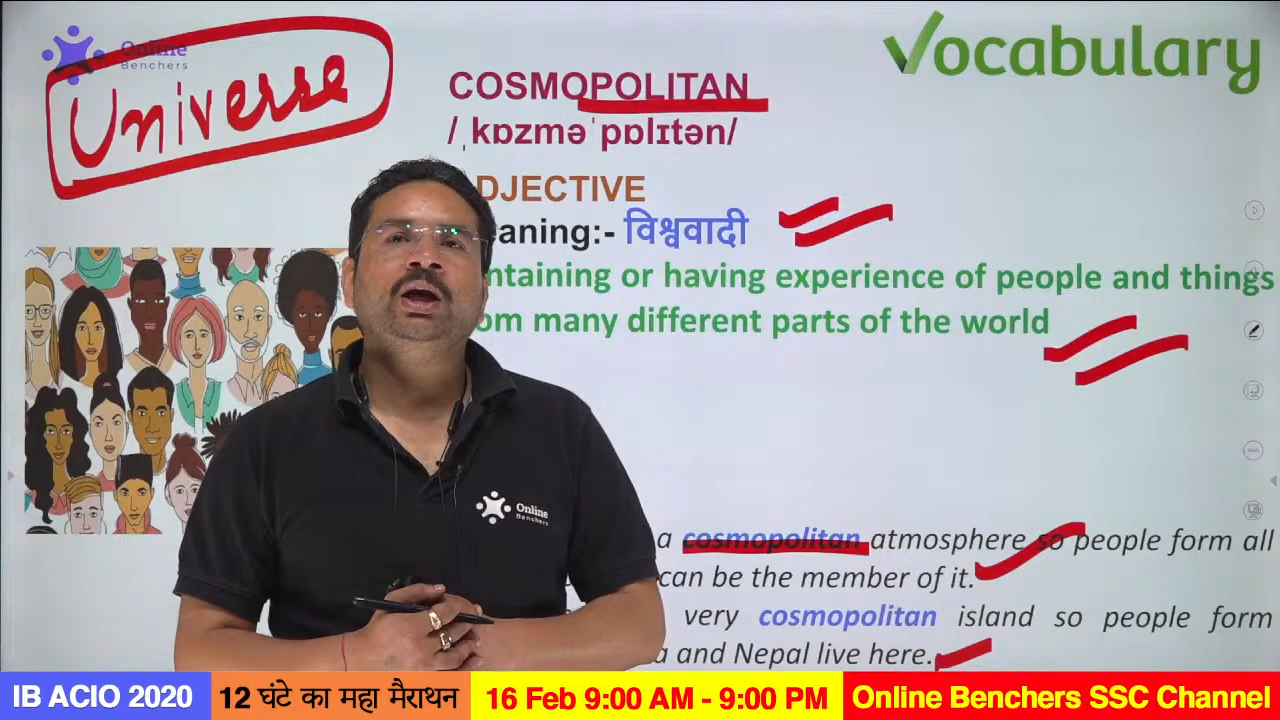 Online
Benchers
Universe
Vocabulary
COSMOPOLITAN
/ˌkɒzməˈpɒlɪtən/
DJECTIVE
eaning:- विश्ववादी
ntaining or having experience of people and things
om many different parts of the world
Online
Benchers
a cosmopolitan atmosphere so people form all
can be the member of it.
very cosmopolitan island so people form
a and Nepal live here.
IB ACIO 2020
12 घंटे का महा मैराथन
16 Feb 9:00 AM - 9:00 PM
Online Benchers SSC Channel